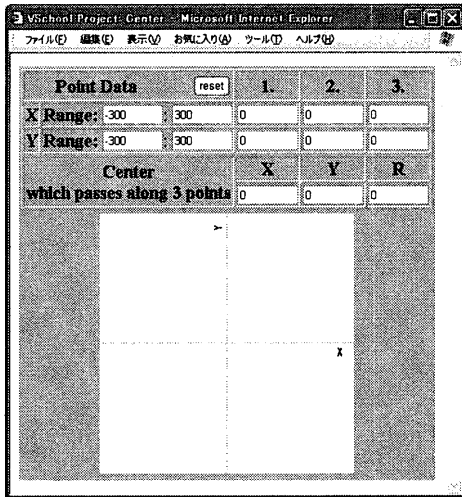 VSchool Project: Center - Microsoft Internet Explorer
ファイル(F) 編集(E) 表示(V) お気に入り(A) ツール(T) ヘルプ(H)
Point Data reset 1. 2. 3.
X Range: -300 : 300 0 0 0
Y Range: -300 : 300 0 0 0
Center X Y R
which passes along 3 points 0 0 0
Y
X